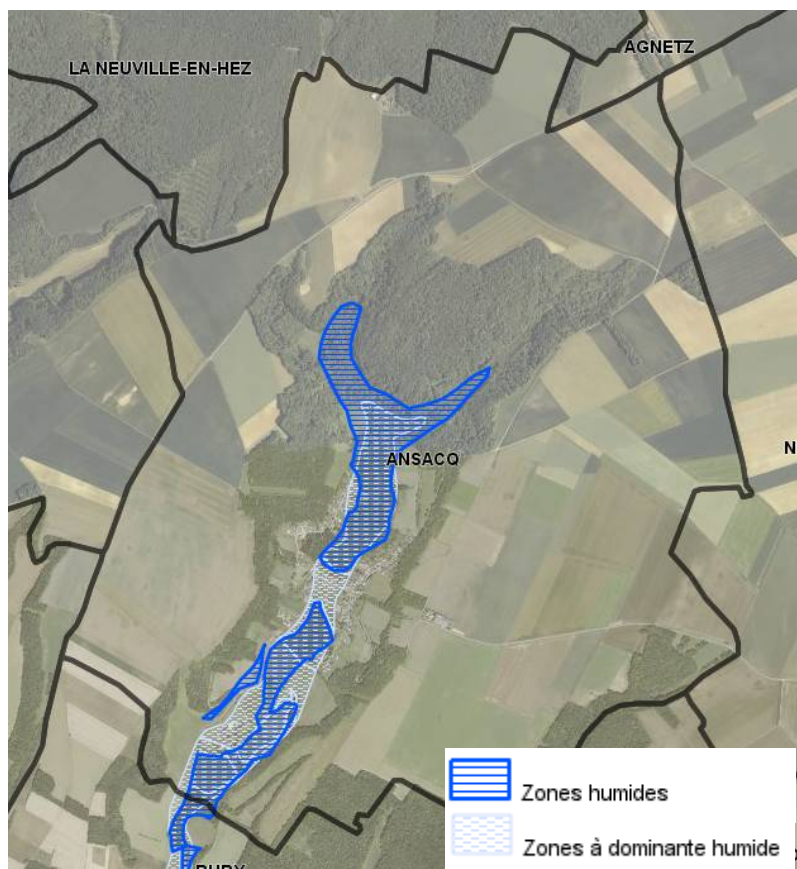 LA NEUVILLE-EN-HEZ
AGNETZ
N
ANSACQ
Zones humides
Zones à dominante humide